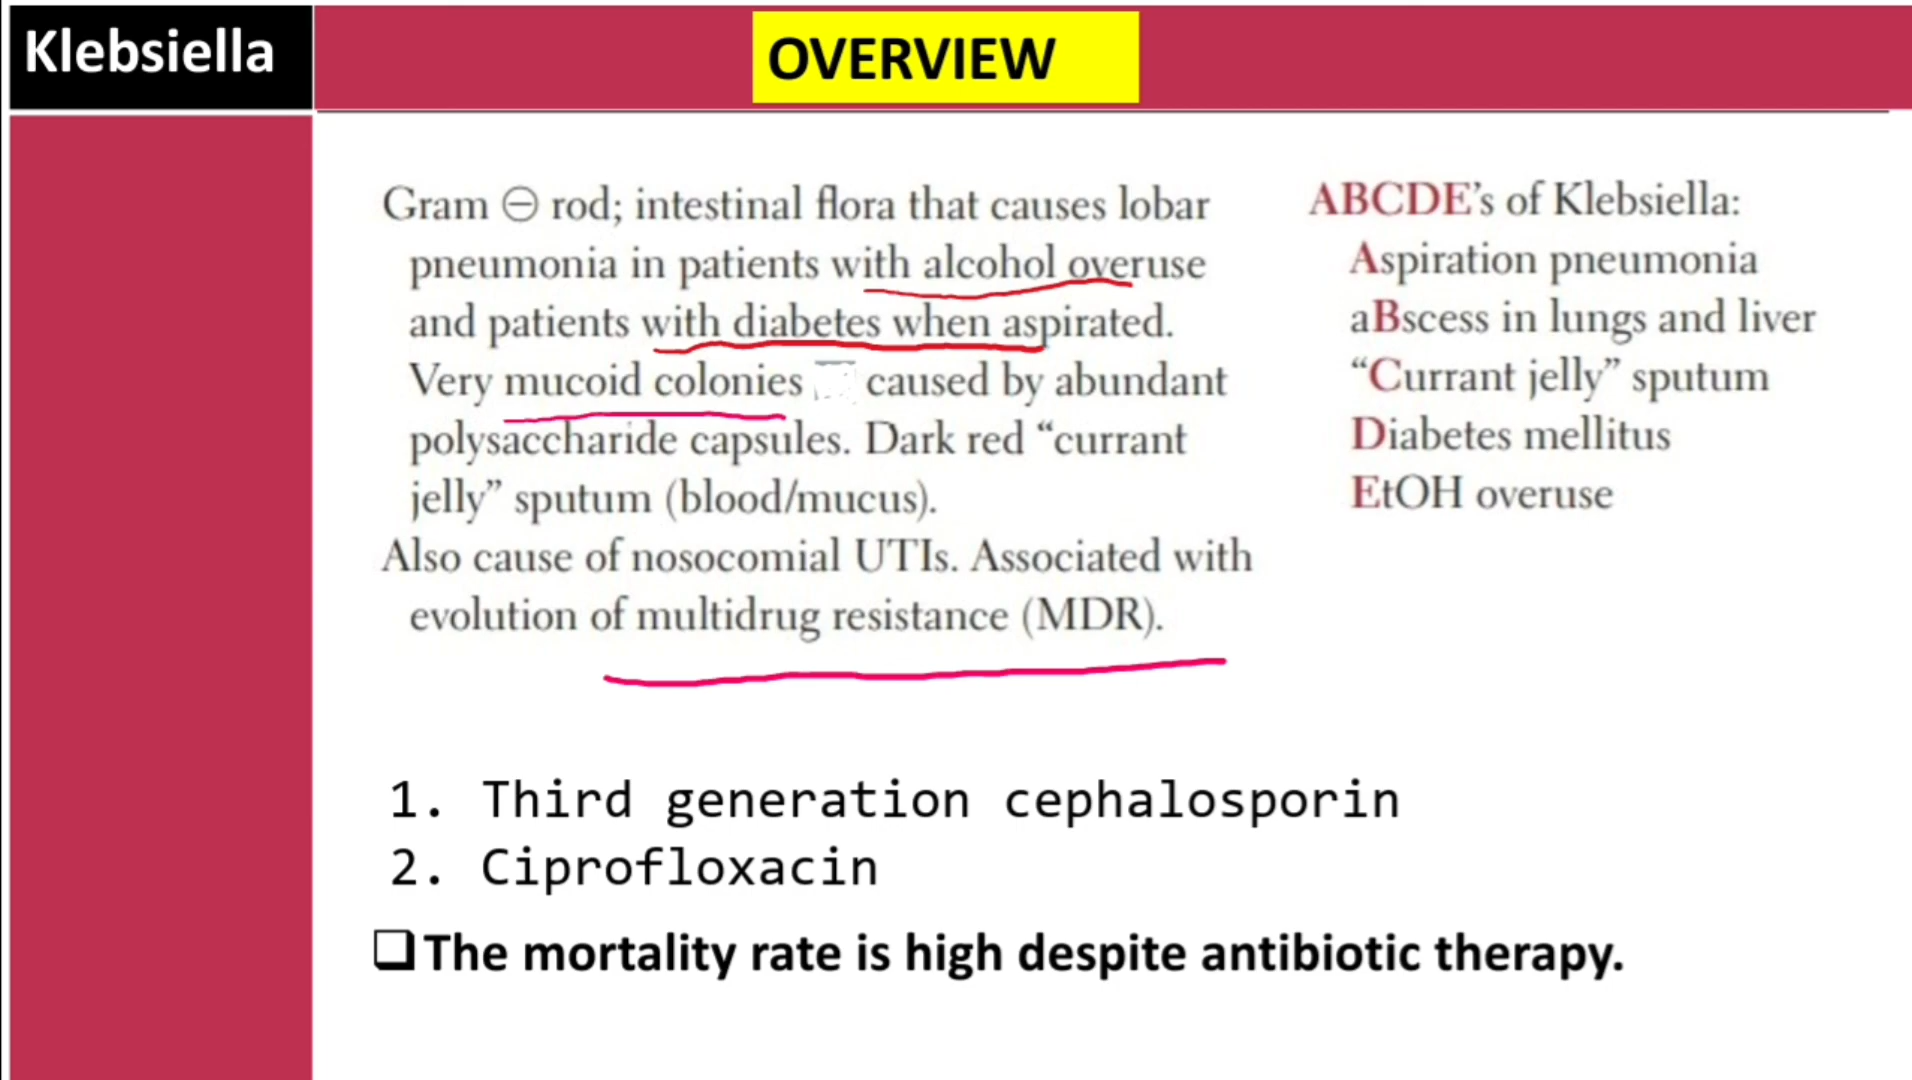 Klebsiella
OVERVIEW
Gram ⊖ rod; intestinal flora that causes lobar
pneumonia in patients with alcohol overuse
and patients with diabetes when aspirated.
Very mucoid colonies caused by abundant
polysaccharide capsules. Dark red “currant
jelly” sputum (blood/mucus).
Also cause of nosocomial UTIs. Associated with
evolution of multidrug resistance (MDR).
ABCDE’s of Klebsiella:
Aspiration pneumonia
aBscess in lungs and liver
“Currant jelly” sputum
Diabetes mellitus
EtOH overuse
1. Third generation cephalosporin
2. Ciprofloxacin
❑The mortality rate is high despite antibiotic therapy.